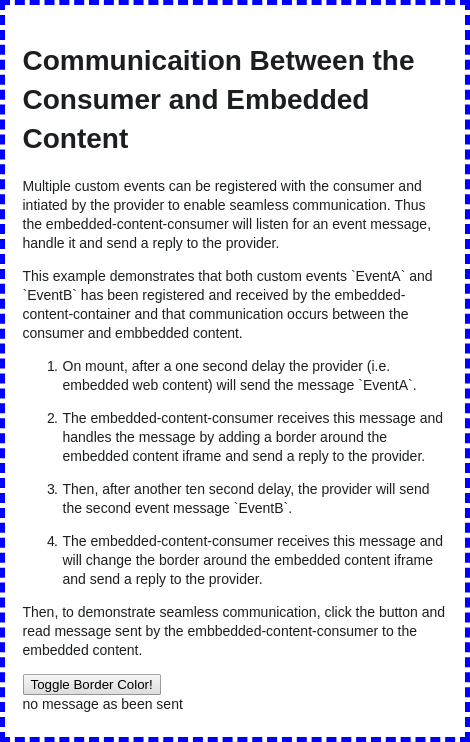 Communicaition Between the
Consumer and Embedded
Content
Multiple custom events can be registered with the consumer and
intiated by the provider to enable seamless communication. Thus
the embedded-content-consumer will listen for an event message,
handle it and send a reply to the provider.
This example demonstrates that both custom events `EventA` and
`EventB` has been registered and received by the embedded-
content-container and that communication occurs between the
consumer and embbedded content.
1. On mount, after a one second delay the provider (i.e.
embedded web content) will send the message `EventA`.
2. The embedded-content-consumer receives this message and
handles the message by adding a border around the
embedded content iframe and send a reply to the provider.
3. Then, after another ten second delay, the provider will send
the second event message `EventB`.
4. The embedded-content-consumer receives this message and
will change the border around the embedded content iframe
and send a reply to the provider.
Then, to demonstrate seamless communication, click the button and
read message sent by the embbedded-content-consumer to the
embedded content.
Toggle Border Color!
no message as been sent